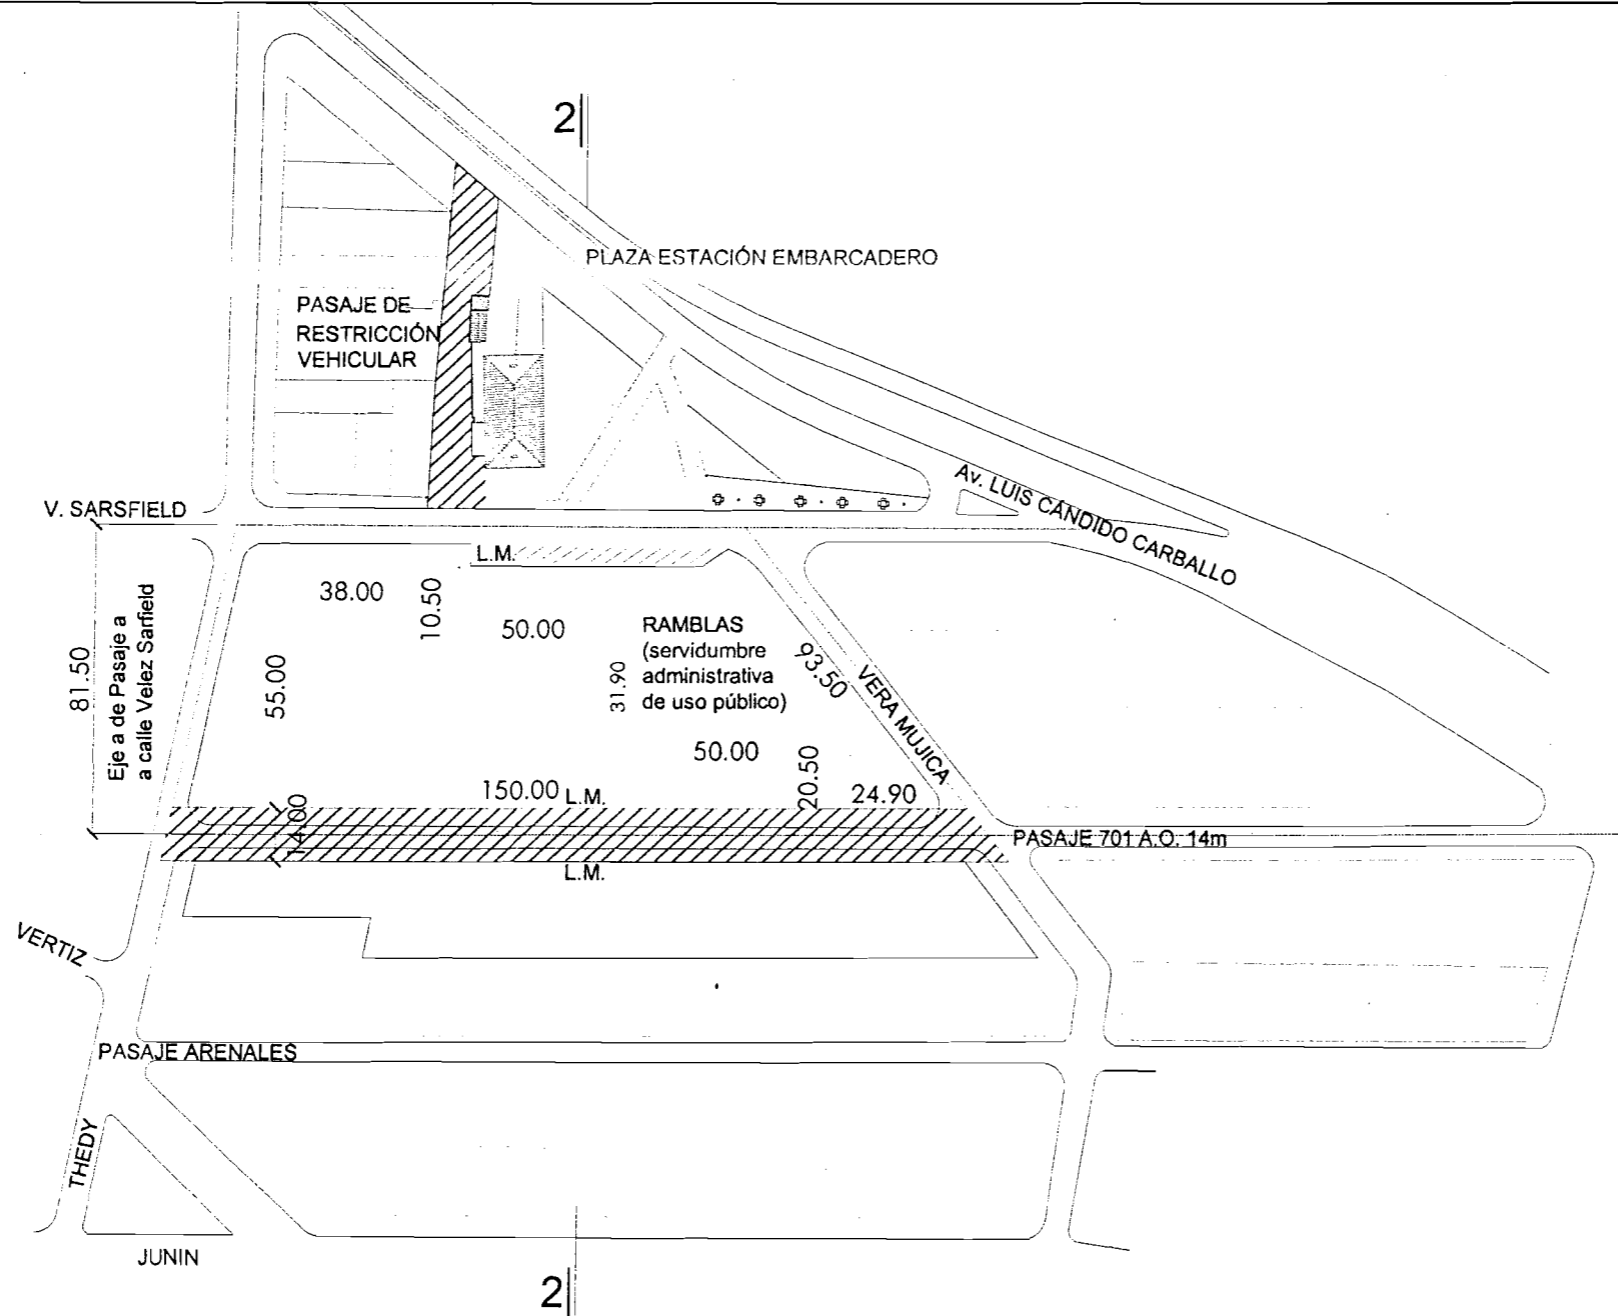 2
PLAZA ESTACIÓN EMBARCADERO
PASAJE DE
RESTRICCIÓN
VEHICULAR
Av. LUIS CÁNDIDO CARBALLO
V. SARSFIELD
L.M.
38.00
10.50
50.00
RAMBLAS
(servidumbre
administrativa
de uso público)
31.90
93.50
VERA MUJICA
81.50
Eje a de Pasaje a
a calle Velez Sarfield
55.00
50.00
20.50
24.90
150.00 L.M.
14.00
PASAJE 701 A.O. 14m
L.M.
VERTIZ
PASAJE ARENALES
THEDY
JUNIN
2